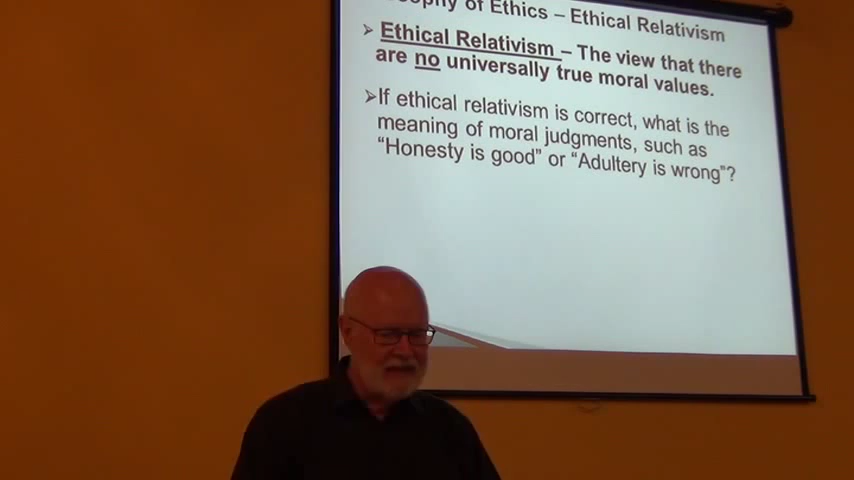 of Ethics – Ethical Relativism
➢ Ethical Relativism – The view that there
are no universally true moral values.
➢If ethical relativism is correct, what is the
meaning of moral judgments, such as
“Honesty is good” or “Adultery is wrong”?